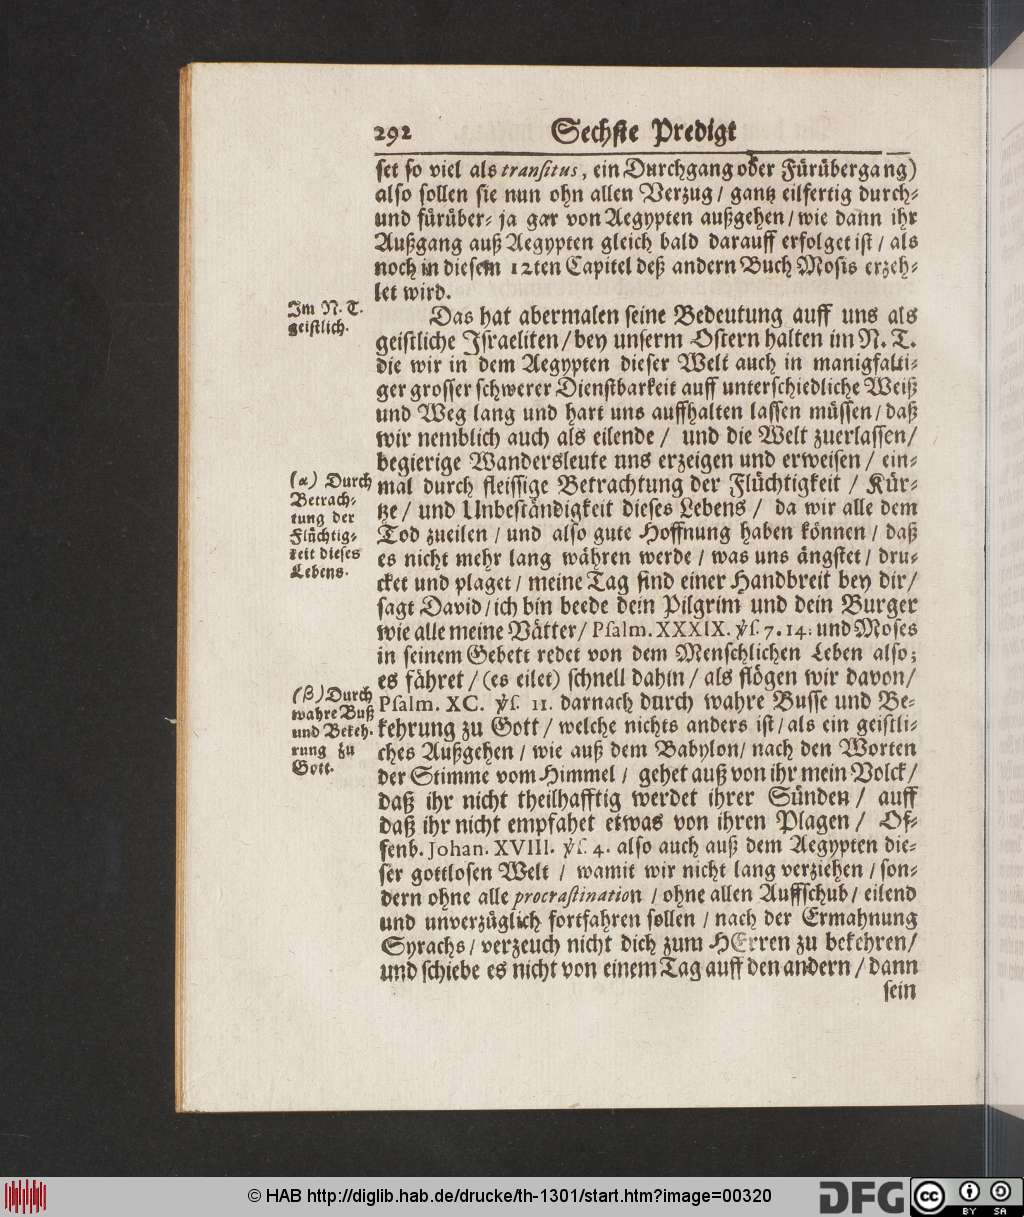 292 Sechste Predigt
set so viel als transitus, ein Durchgang oder Fürübergang)
also sollen sie nun ohn allen Verzug / gantz eilfertig durch-
und fürüber- ja gar von Aegypten außgehen / wie dann ihr
Außgang auß Aegypten gleich bald darauff erfolget ist / als
noch in diesem 12ten Capitel deß andern Buch Mosis erzeh-
let wird.
Im N. T.
geistlich.
Das hat abermalen seine Bedeutung auff uns als
geistliche Israeliten / bey unserm Ostern halten im N. T.
die wir in dem Aegypten dieser Welt auch in manigfalti-
ger grosser schwerer Dienstbarkeit auff unterschiedliche Weiß
und Weg lang und hart uns auffhalten lassen müssen / daß
wir nemblich auch als eilende / und die Welt zuerlassen /
begierige Wandersleute uns erzeigen und erweisen / ein-
(α) Durch
Betrach-
tung der
Flüchtig-
keit dieses
Lebens.
mal durch fleissige Betrachtung der Flüchtigkeit / Kür-
tze / und Unbeständigkeit dieses Lebens / da wir alle dem
Tod zueilen / und also gute Hoffnung haben können / daß
es nicht mehr lang währen werde / was uns ängstet / dru-
cket und plaget / meine Tag sind einer Handbreit bey dir /
sagt David / ich bin beede dein Pilgrim und dein Burger
wie alle meine Vätter / Psalm. XXXIX. ℣s. 7. 14: und Moses
in seinem Gebett redet von dem Menschlichen Leben also;
es fähret / (es eilet) schnell dahin / als flögen wir davon /
(β) Durch
wahre Buß
und Bekeh-
rung zu
Gott.
Psalm. XC. ℣s. 11. darnach durch wahre Busse und Be-
kehrung zu Gott / welche nichts anders ist / als ein geistli-
ches Außgehen / wie auß dem Babylon / nach den Worten
der Stimme vom Himmel / gehet auß von ihr mein Volck /
daß ihr nicht theilhafftig werdet ihrer Sünden / auff
daß ihr nicht empfahet etwas von ihren Plagen / Of-
fenb. Johan. XVIII. ℣s. 4. also auch auß dem Aegypten die-
ser gottlosen Welt / wamit wir nicht lang verziehen / son-
dern ohne alle procrastination / ohne allen Auffschub / eilend
und unverzüglich fortfahren sollen / nach der Ermahnung
Syrachs / verzeuch nicht dich zum HErren zu bekehren /
und schiebe es nicht von einem Tag auff den andern / dann
sein
© HAB http://diglib.hab.de/drucke/th-1301/start.htm?image=00320
DFG
cc BY SA